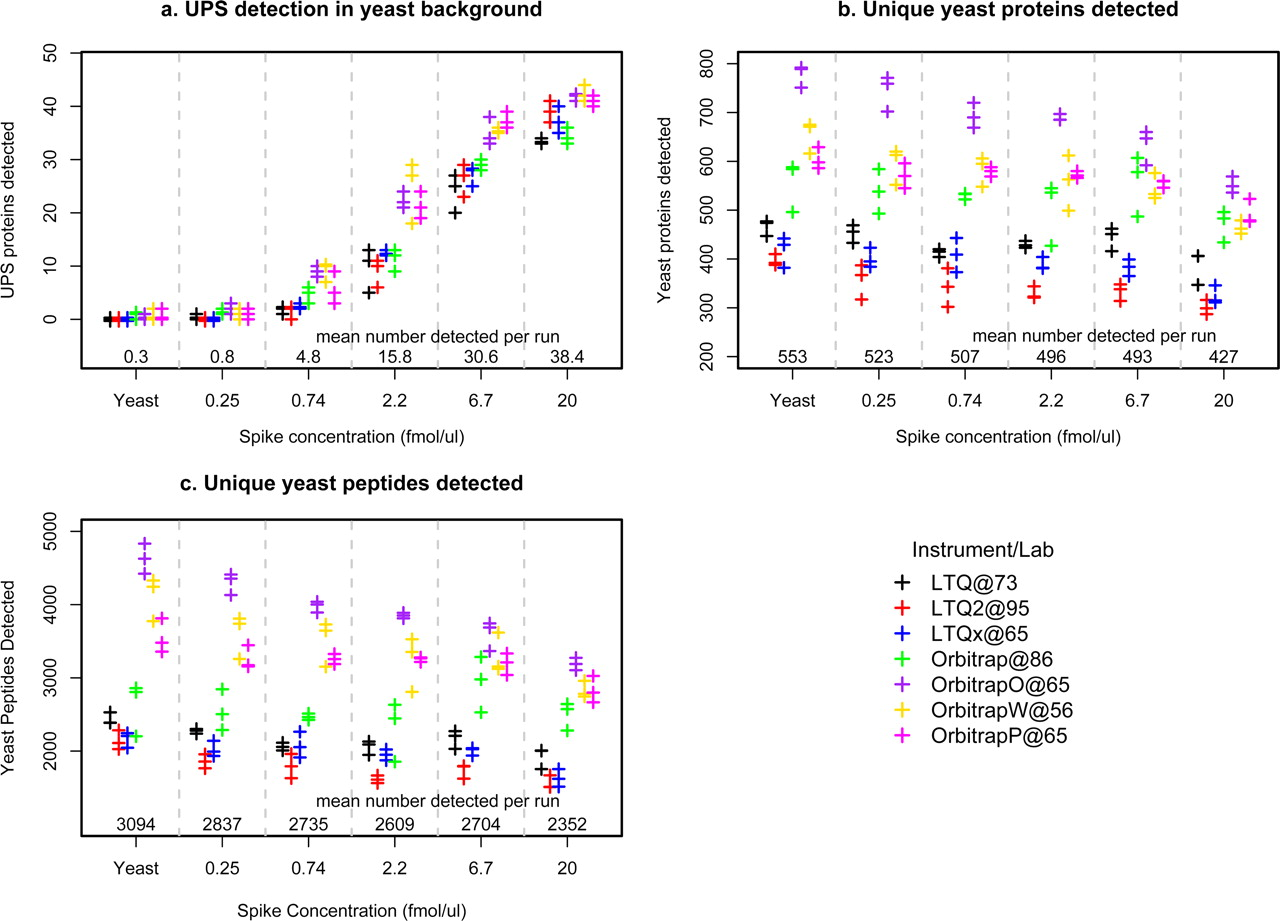 a. UPS detection in yeast background
UPS proteins detected
50
40
30
20
10
0
mean number detected per run
0.3 0.8 4.8 15.8 30.6 38.4
Yeast 0.25 0.74 2.2 6.7 20
Spike concentration (fmol/ul)
b. Unique yeast proteins detected
Yeast proteins detected
800
700
600
500
400
300
200
mean number detected per run
553 523 507 496 493 427
Yeast 0.25 0.74 2.2 6.7 20
Spike concentration (fmol/ul)
c. Unique yeast peptides detected
Yeast Peptides Detected
5000
4000
3000
2000
mean number detected per run
3094 2837 2735 2609 2704 2352
Yeast 0.25 0.74 2.2 6.7 20
Spike Concentration (fmol/ul)
Instrument/Lab
LTQ@73
LTQ2@95
LTQx@65
Orbitrap@86
OrbitrapO@65
OrbitrapW@56
OrbitrapP@65